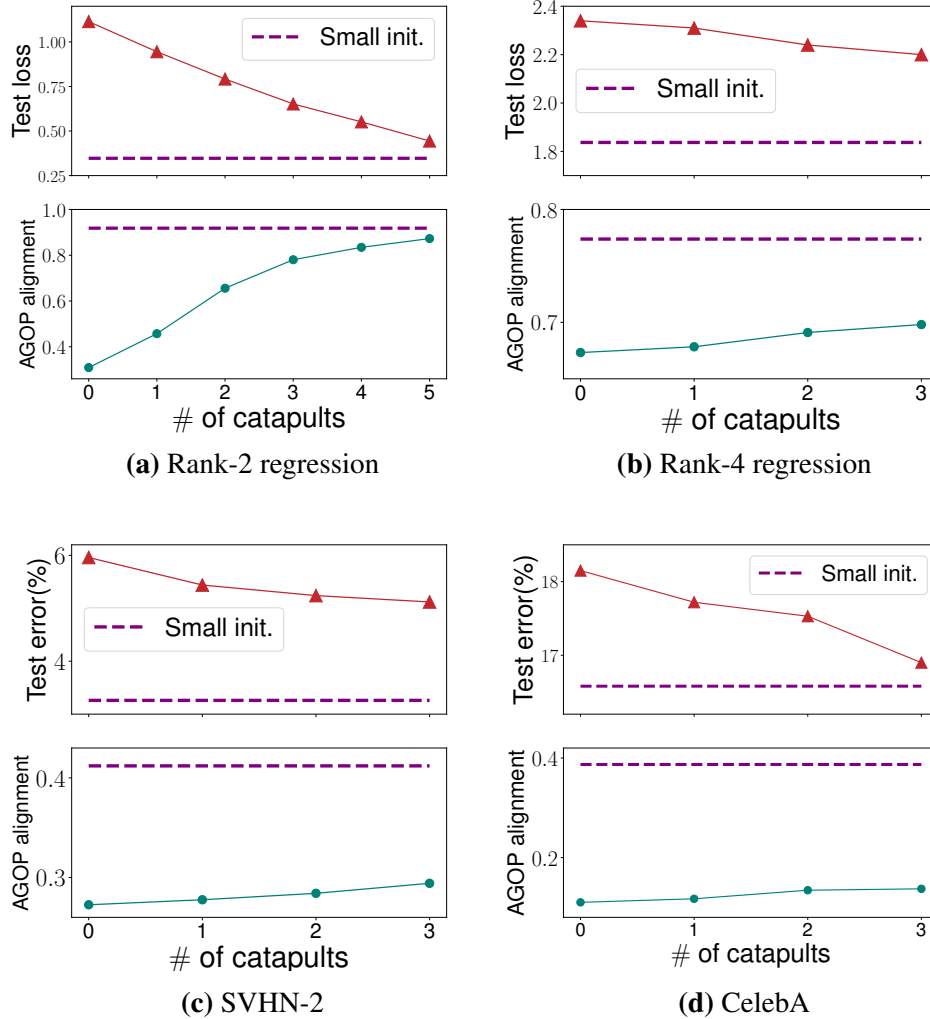 Test loss
1.00
0.75
0.50
0.25
Small init.
AGOP alignment
1.0
0.8
0.6
0.4
0 1 2 3 4 5
# of catapults
(a) Rank-2 regression
Test loss
2.4
2.2
2.0
1.8
Small init.
AGOP alignment
0.8
0.7
0 1 2 3
# of catapults
(b) Rank-4 regression
Test error(%)
6
4
Small init.
AGOP alignment
0.4
0.3
0 1 2 3
# of catapults
(c) SVHN-2
Test error(%)
18
17
Small init.
AGOP alignment
0.4
0.2
0 1 2 3
# of catapults
(d) CelebA